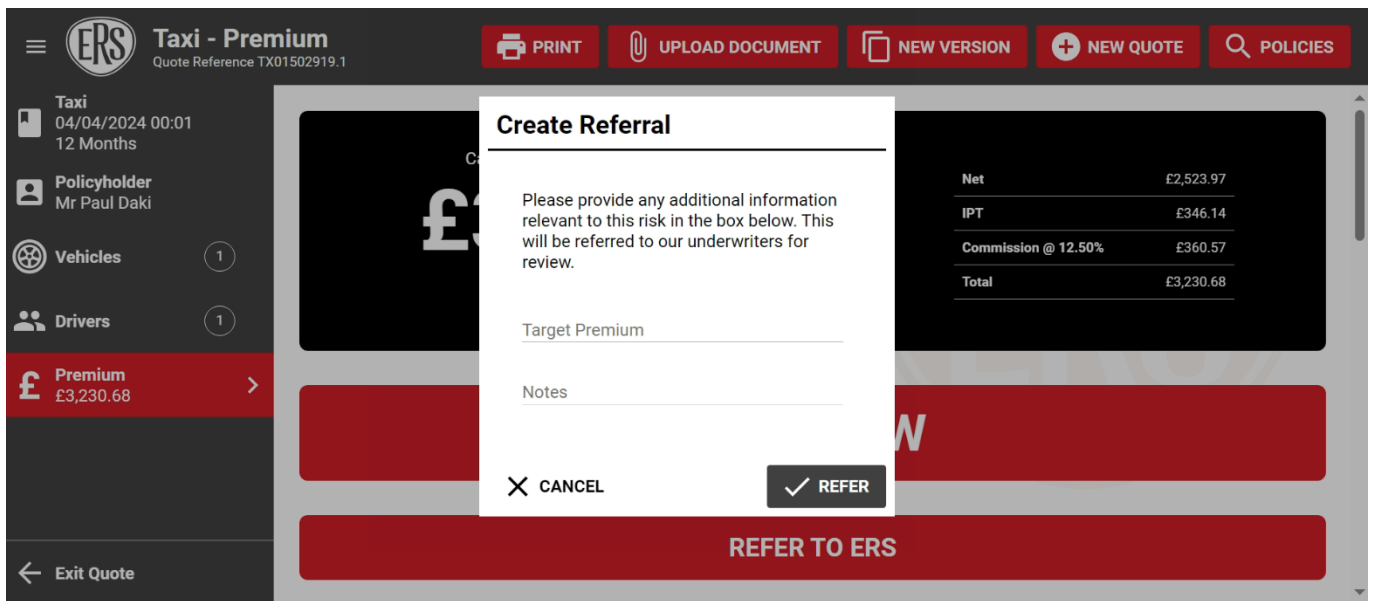 ERS
Taxi - Premium
Quote Reference TX01502919.1
PRINT
UPLOAD DOCUMENT
NEW VERSION
NEW QUOTE
POLICIES
Taxi
04/04/2024 00:01
12 Months
Policyholder
Mr Paul Daki
Vehicles
1
Drivers
1
Premium
£3,230.68
Exit Quote
Create Referral
Please provide any additional information
relevant to this risk in the box below. This
will be referred to our underwriters for
review.
Target Premium
Notes
CANCEL
REFER
Net £2,523.97
IPT £346.14
Commission @ 12.50% £360.57
Total £3,230.68
REFER TO ERS